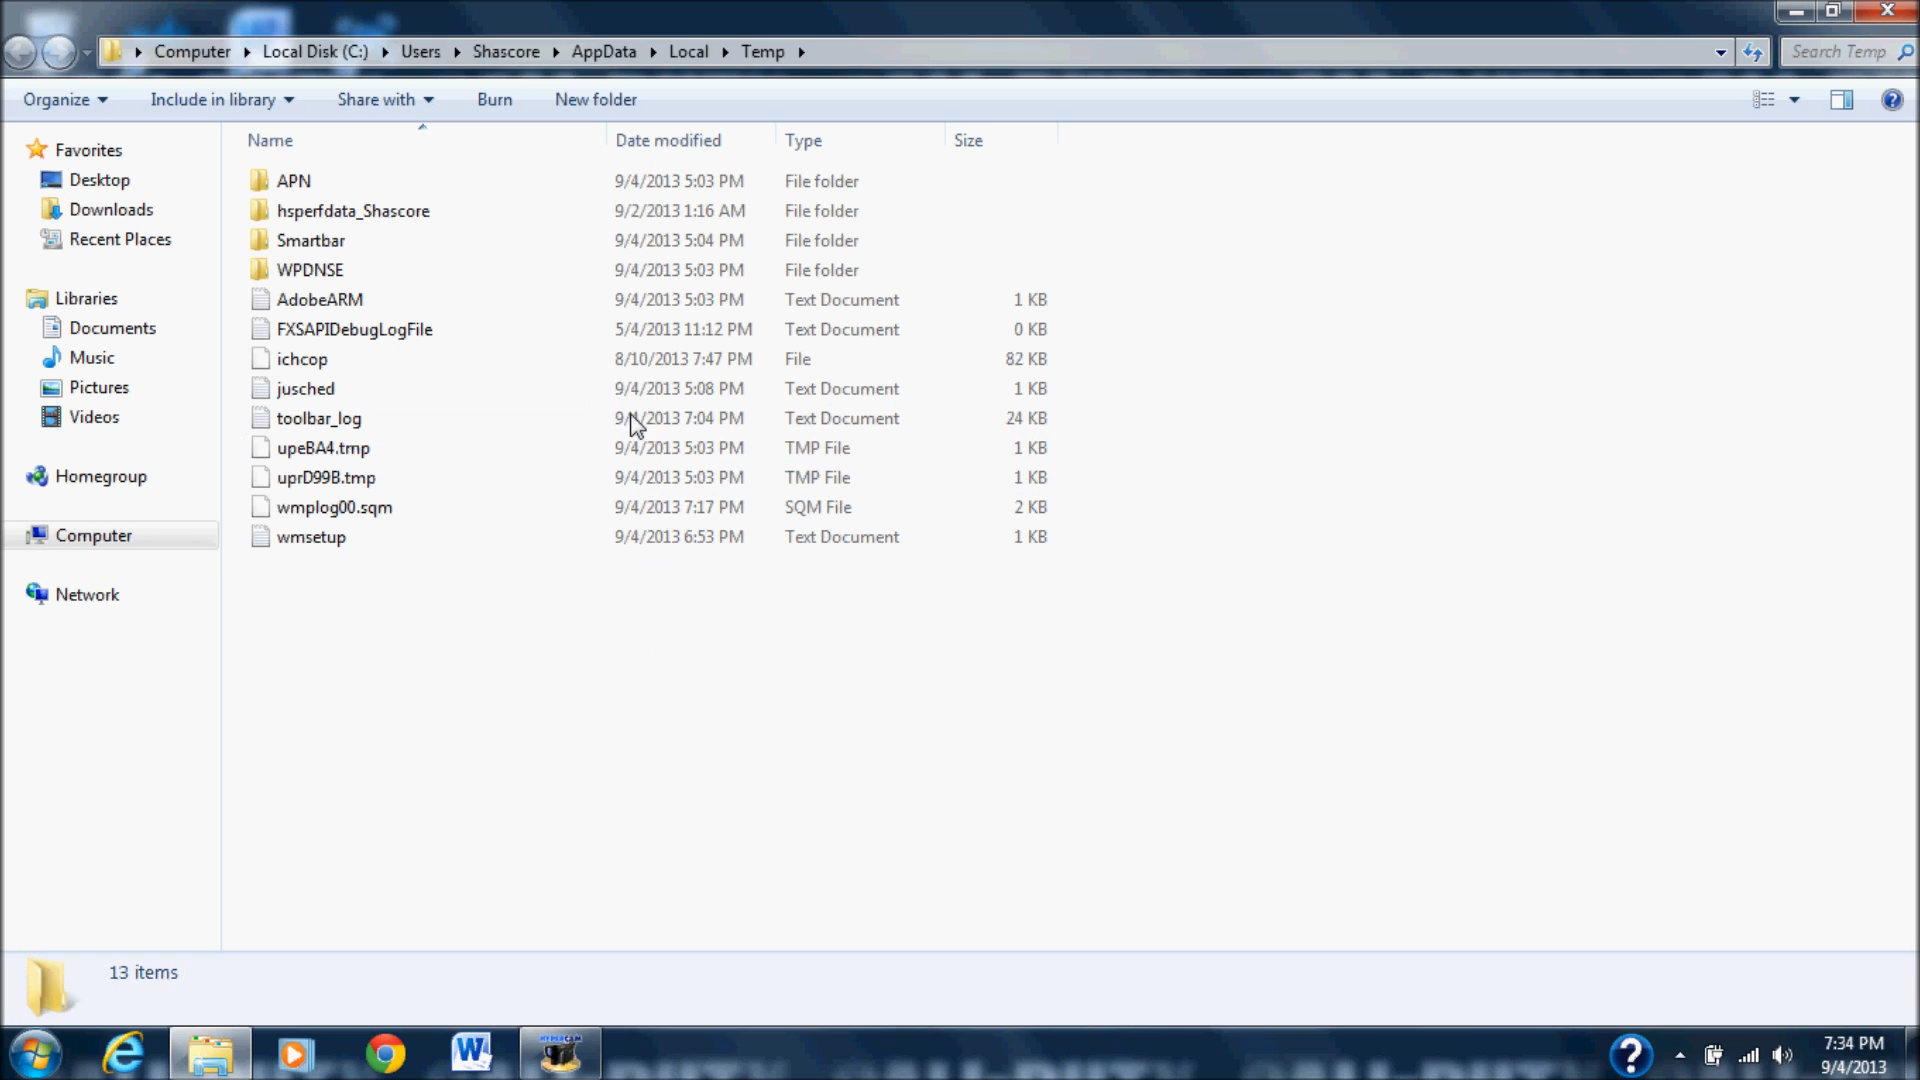 Computer Local Disk (C:) Users Shascore AppData Local Temp
Search Temp
Organize Include in library Share with Burn New folder
Name Date modified Type Size
Favorites
Desktop
Downloads
Recent Places
Libraries
Documents
Music
Pictures
Videos
Homegroup
Computer
Network
APN 9/4/2013 5:03 PM File folder
hsperfdata_Shascore 9/2/2013 1:16 AM File folder
Smartbar 9/4/2013 5:04 PM File folder
WPDNSE 9/4/2013 5:03 PM File folder
AdobeARM 9/4/2013 5:03 PM Text Document 1 KB
FXSAPIDebugLogFile 5/4/2013 11:12 PM Text Document 0 KB
ichcop 8/10/2013 7:47 PM File 82 KB
jusched 9/4/2013 5:08 PM Text Document 1 KB
toolbar_log 9/4/2013 7:04 PM Text Document 24 KB
upeBA4.tmp 9/4/2013 5:03 PM TMP File 1 KB
uprD99B.tmp 9/4/2013 5:03 PM TMP File 1 KB
wmplog00.sqm 9/4/2013 7:17 PM SQM File 2 KB
wmsetup 9/4/2013 6:53 PM Text Document 1 KB
13 items
HYPERCAM
7:34 PM
9/4/2013